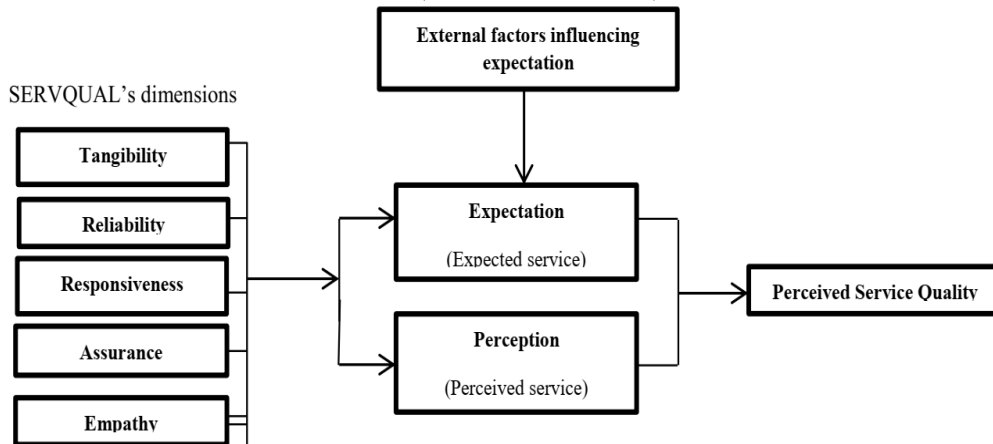 External factors influencing
expectation
SERVQUAL's dimensions
Tangibility
Reliability
Responsiveness
Assurance
Empathy
Expectation
(Expected service)
Perception
(Perceived service)
Perceived Service Quality